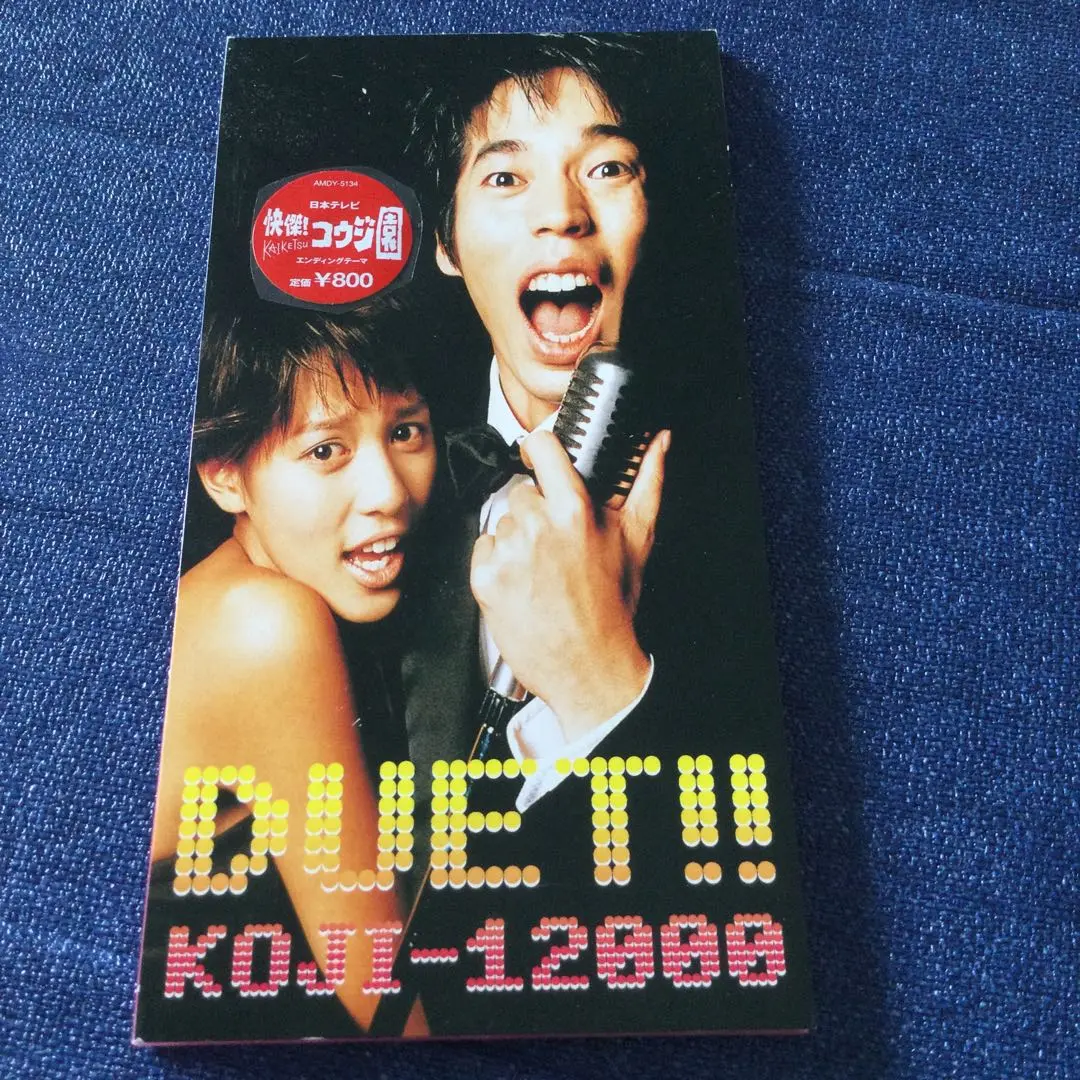 AMDY-5134
日本テレビ
快傑!コウジ園
KAIKETSU
エンディングテーマ
定価 ¥800
DUET!!
KOJI-12000